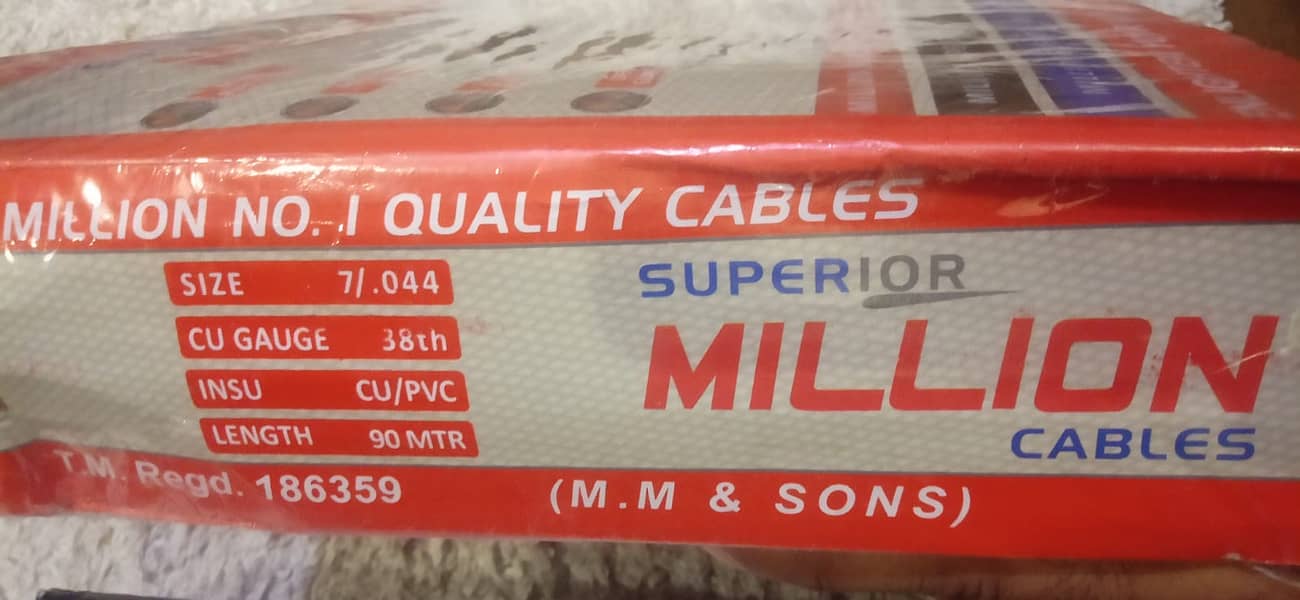 MILLION NO. 1 QUALITY CABLES
SIZE 7/.044
CU GAUGE 38th
INSU CU/PVC
LENGTH 90 MTR
SUPERIOR
MILLION
CABLES
T.M. Regd. 186359
(M.M & SONS)